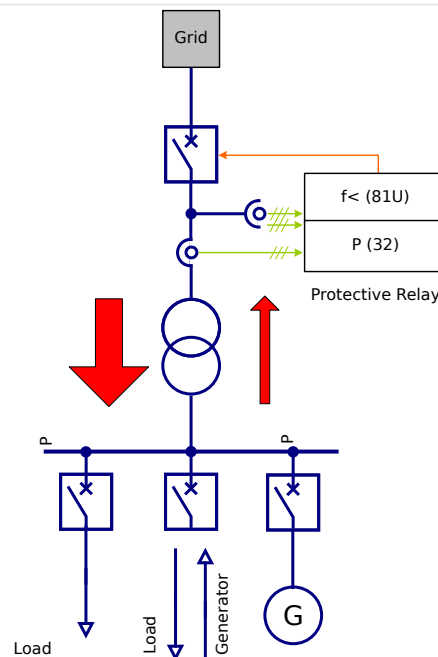 Grid
f< (81U)
P (32)
Protective Relay
P
P
G
Load
Load
Generator